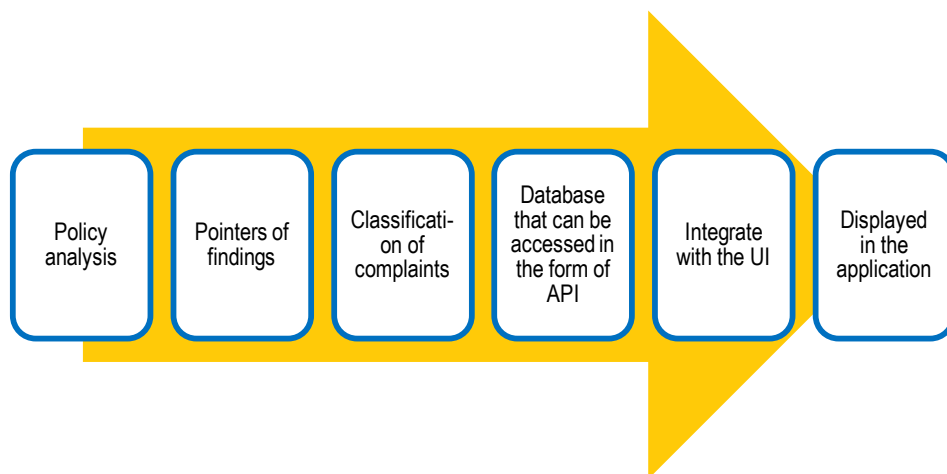 Policy
analysis
Pointers of
findings
Classificati-
on of
complaints
Database
that can be
accessed in
the form of
API
Integrate
with the UI
Displayed
in the
application